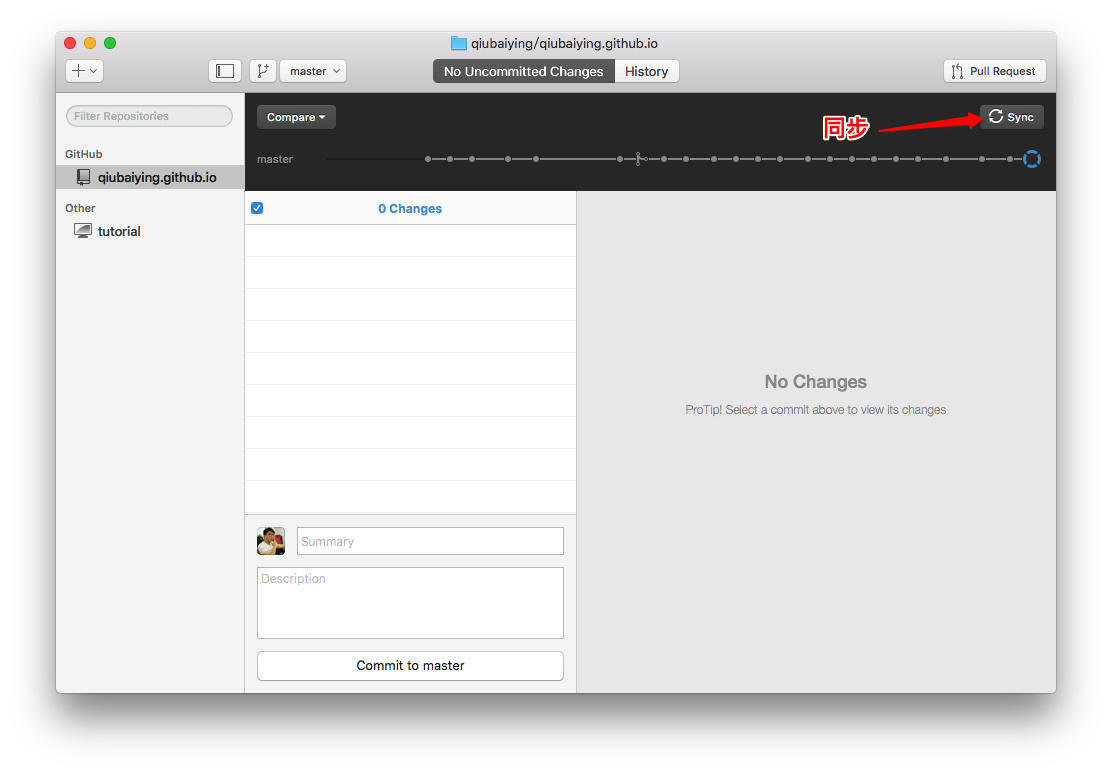 qiubaiying/qiubaiying.github.io
master
No Uncommitted Changes
History
Pull Request
Filter Repositories
GitHub
qiubaiying.github.io
Other
tutorial
Compare
同步
Sync
master
0 Changes
No Changes
ProTip! Select a commit above to view its changes
Summary
Description
Commit to master